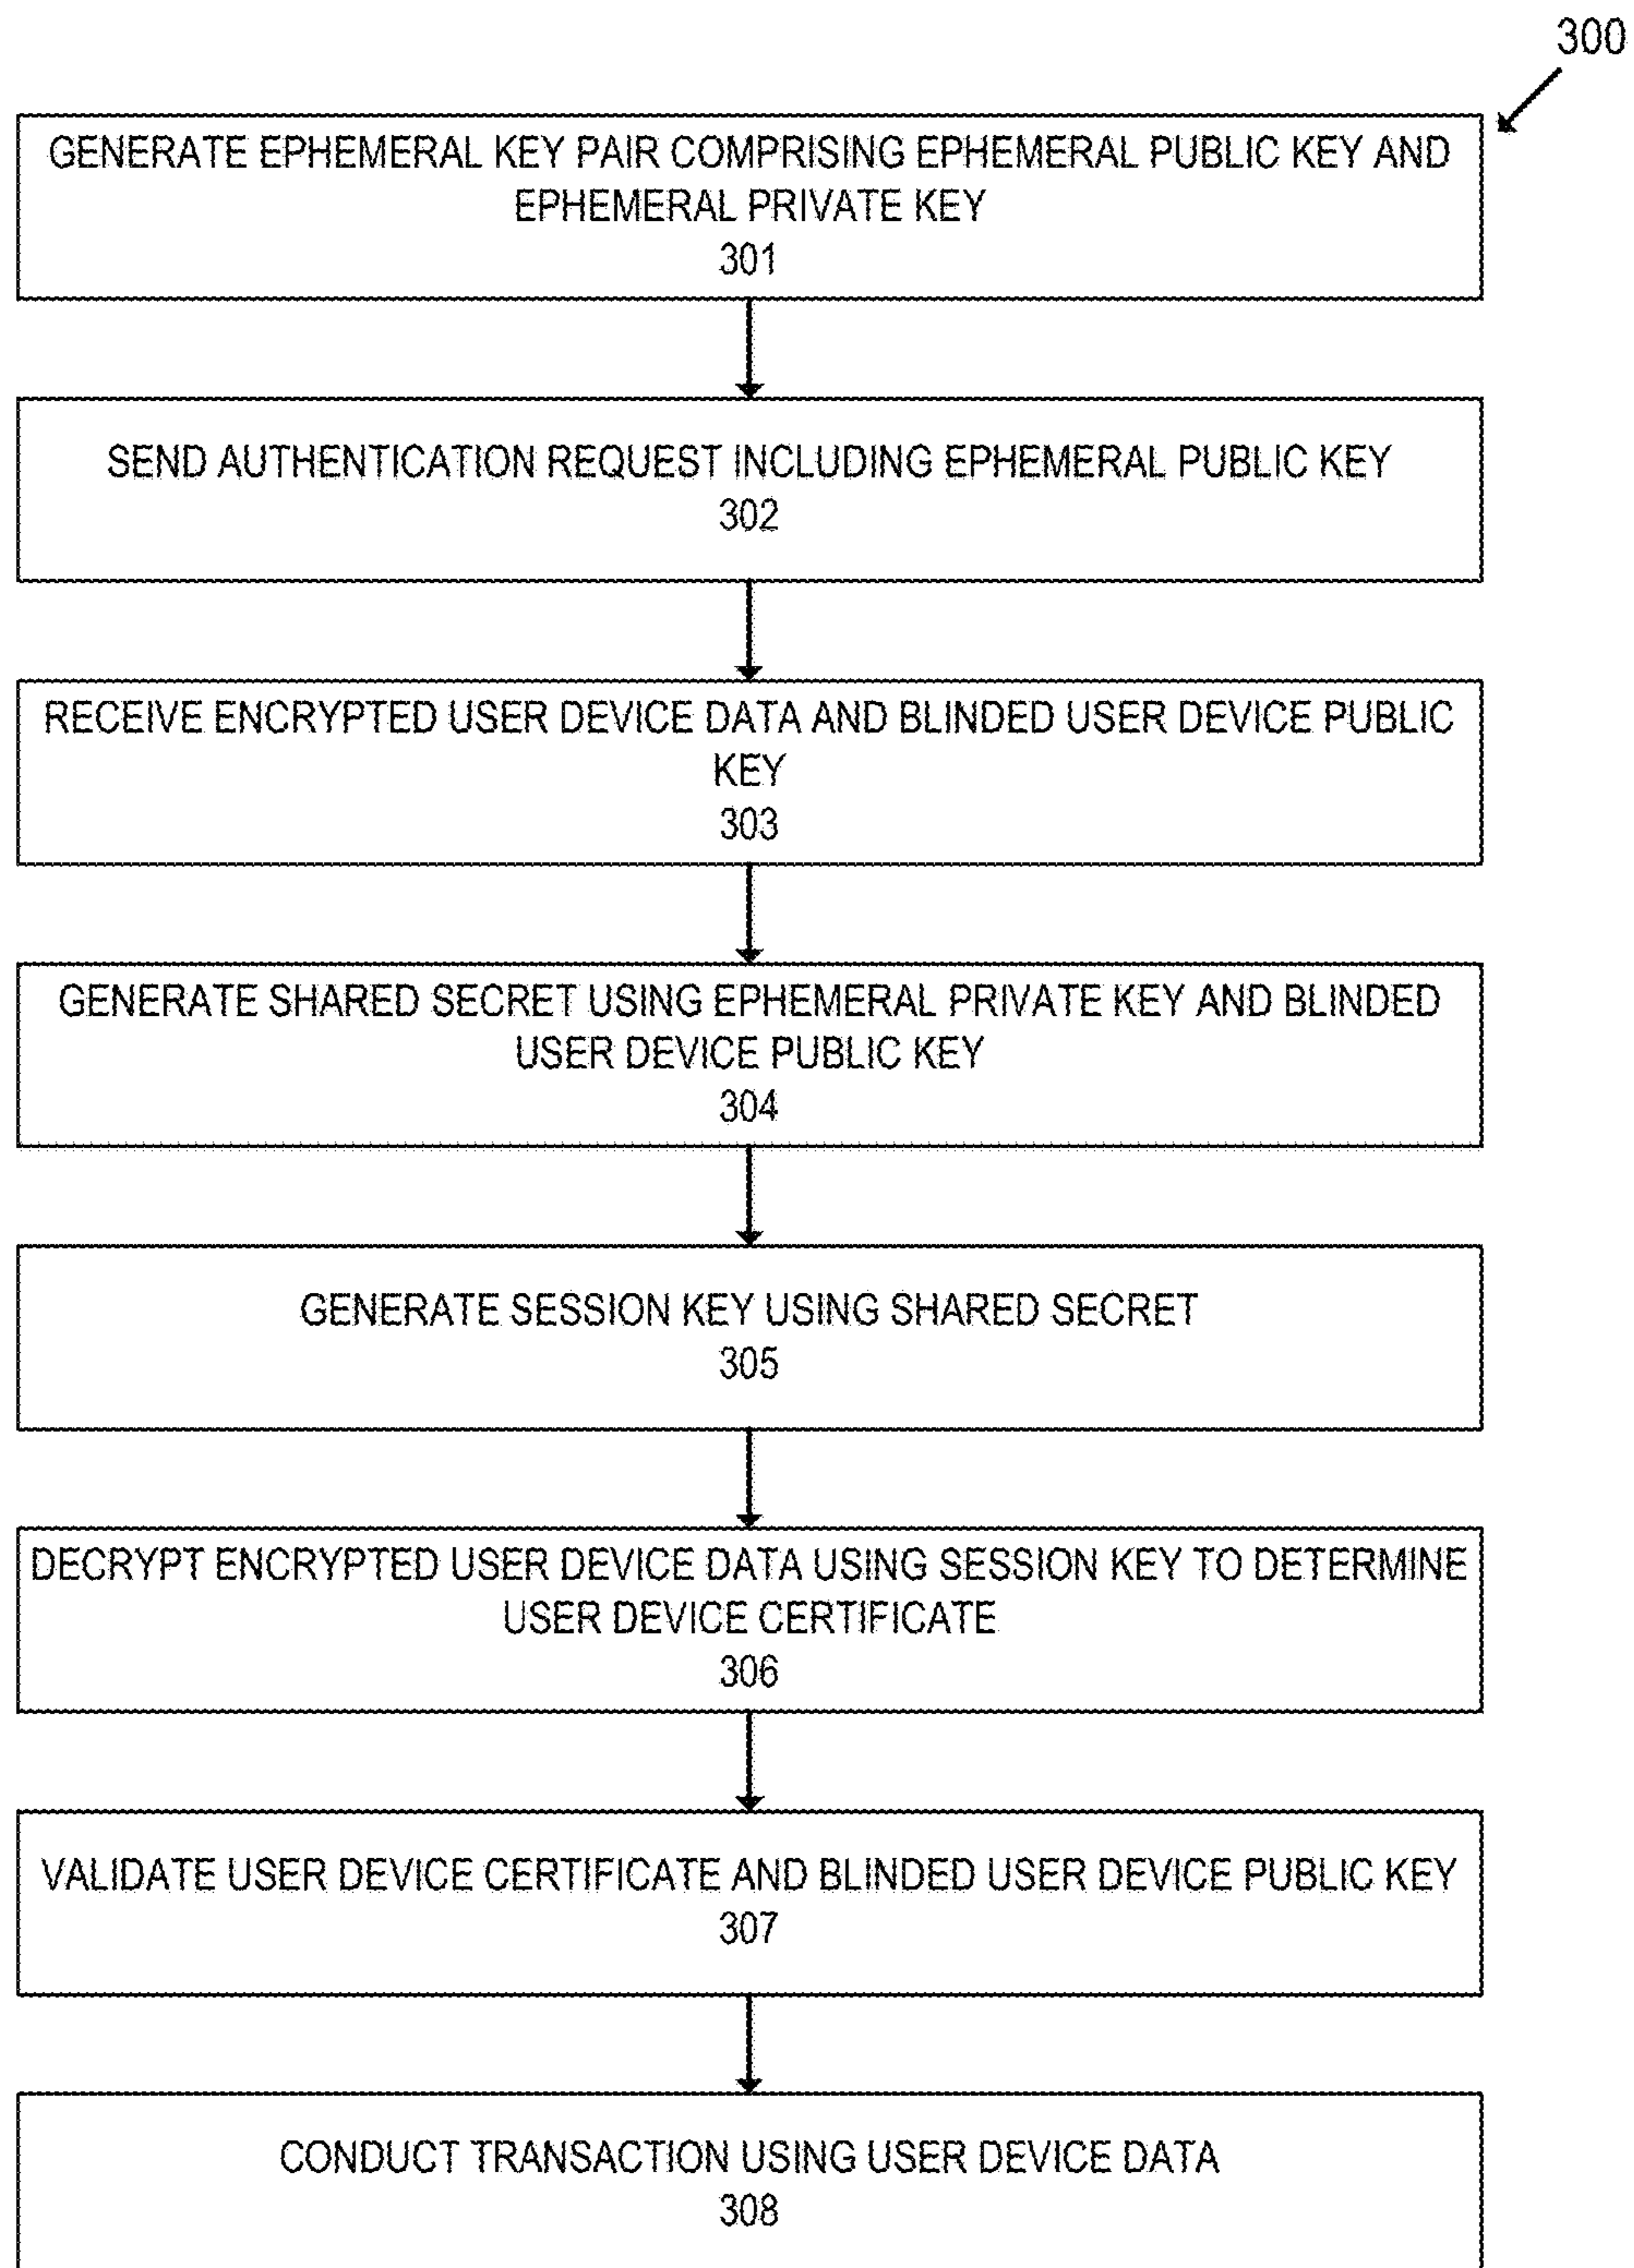 300
GENERATE EPHEMERAL KEY PAIR COMPRISING EPHEMERAL PUBLIC KEY AND
EPHEMERAL PRIVATE KEY
301
SEND AUTHENTICATION REQUEST INCLUDING EPHEMERAL PUBLIC KEY
302
RECEIVE ENCRYPTED USER DEVICE DATA AND BLINDED USER DEVICE PUBLIC
KEY
303
GENERATE SHARED SECRET USING EPHEMERAL PRIVATE KEY AND BLINDED
USER DEVICE PUBLIC KEY
304
GENERATE SESSION KEY USING SHARED SECRET
305
DECRYPT ENCRYPTED USER DEVICE DATA USING SESSION KEY TO DETERMINE
USER DEVICE CERTIFICATE
306
VALIDATE USER DEVICE CERTIFICATE AND BLINDED USER DEVICE PUBLIC KEY
307
CONDUCT TRANSACTION USING USER DEVICE DATA
308